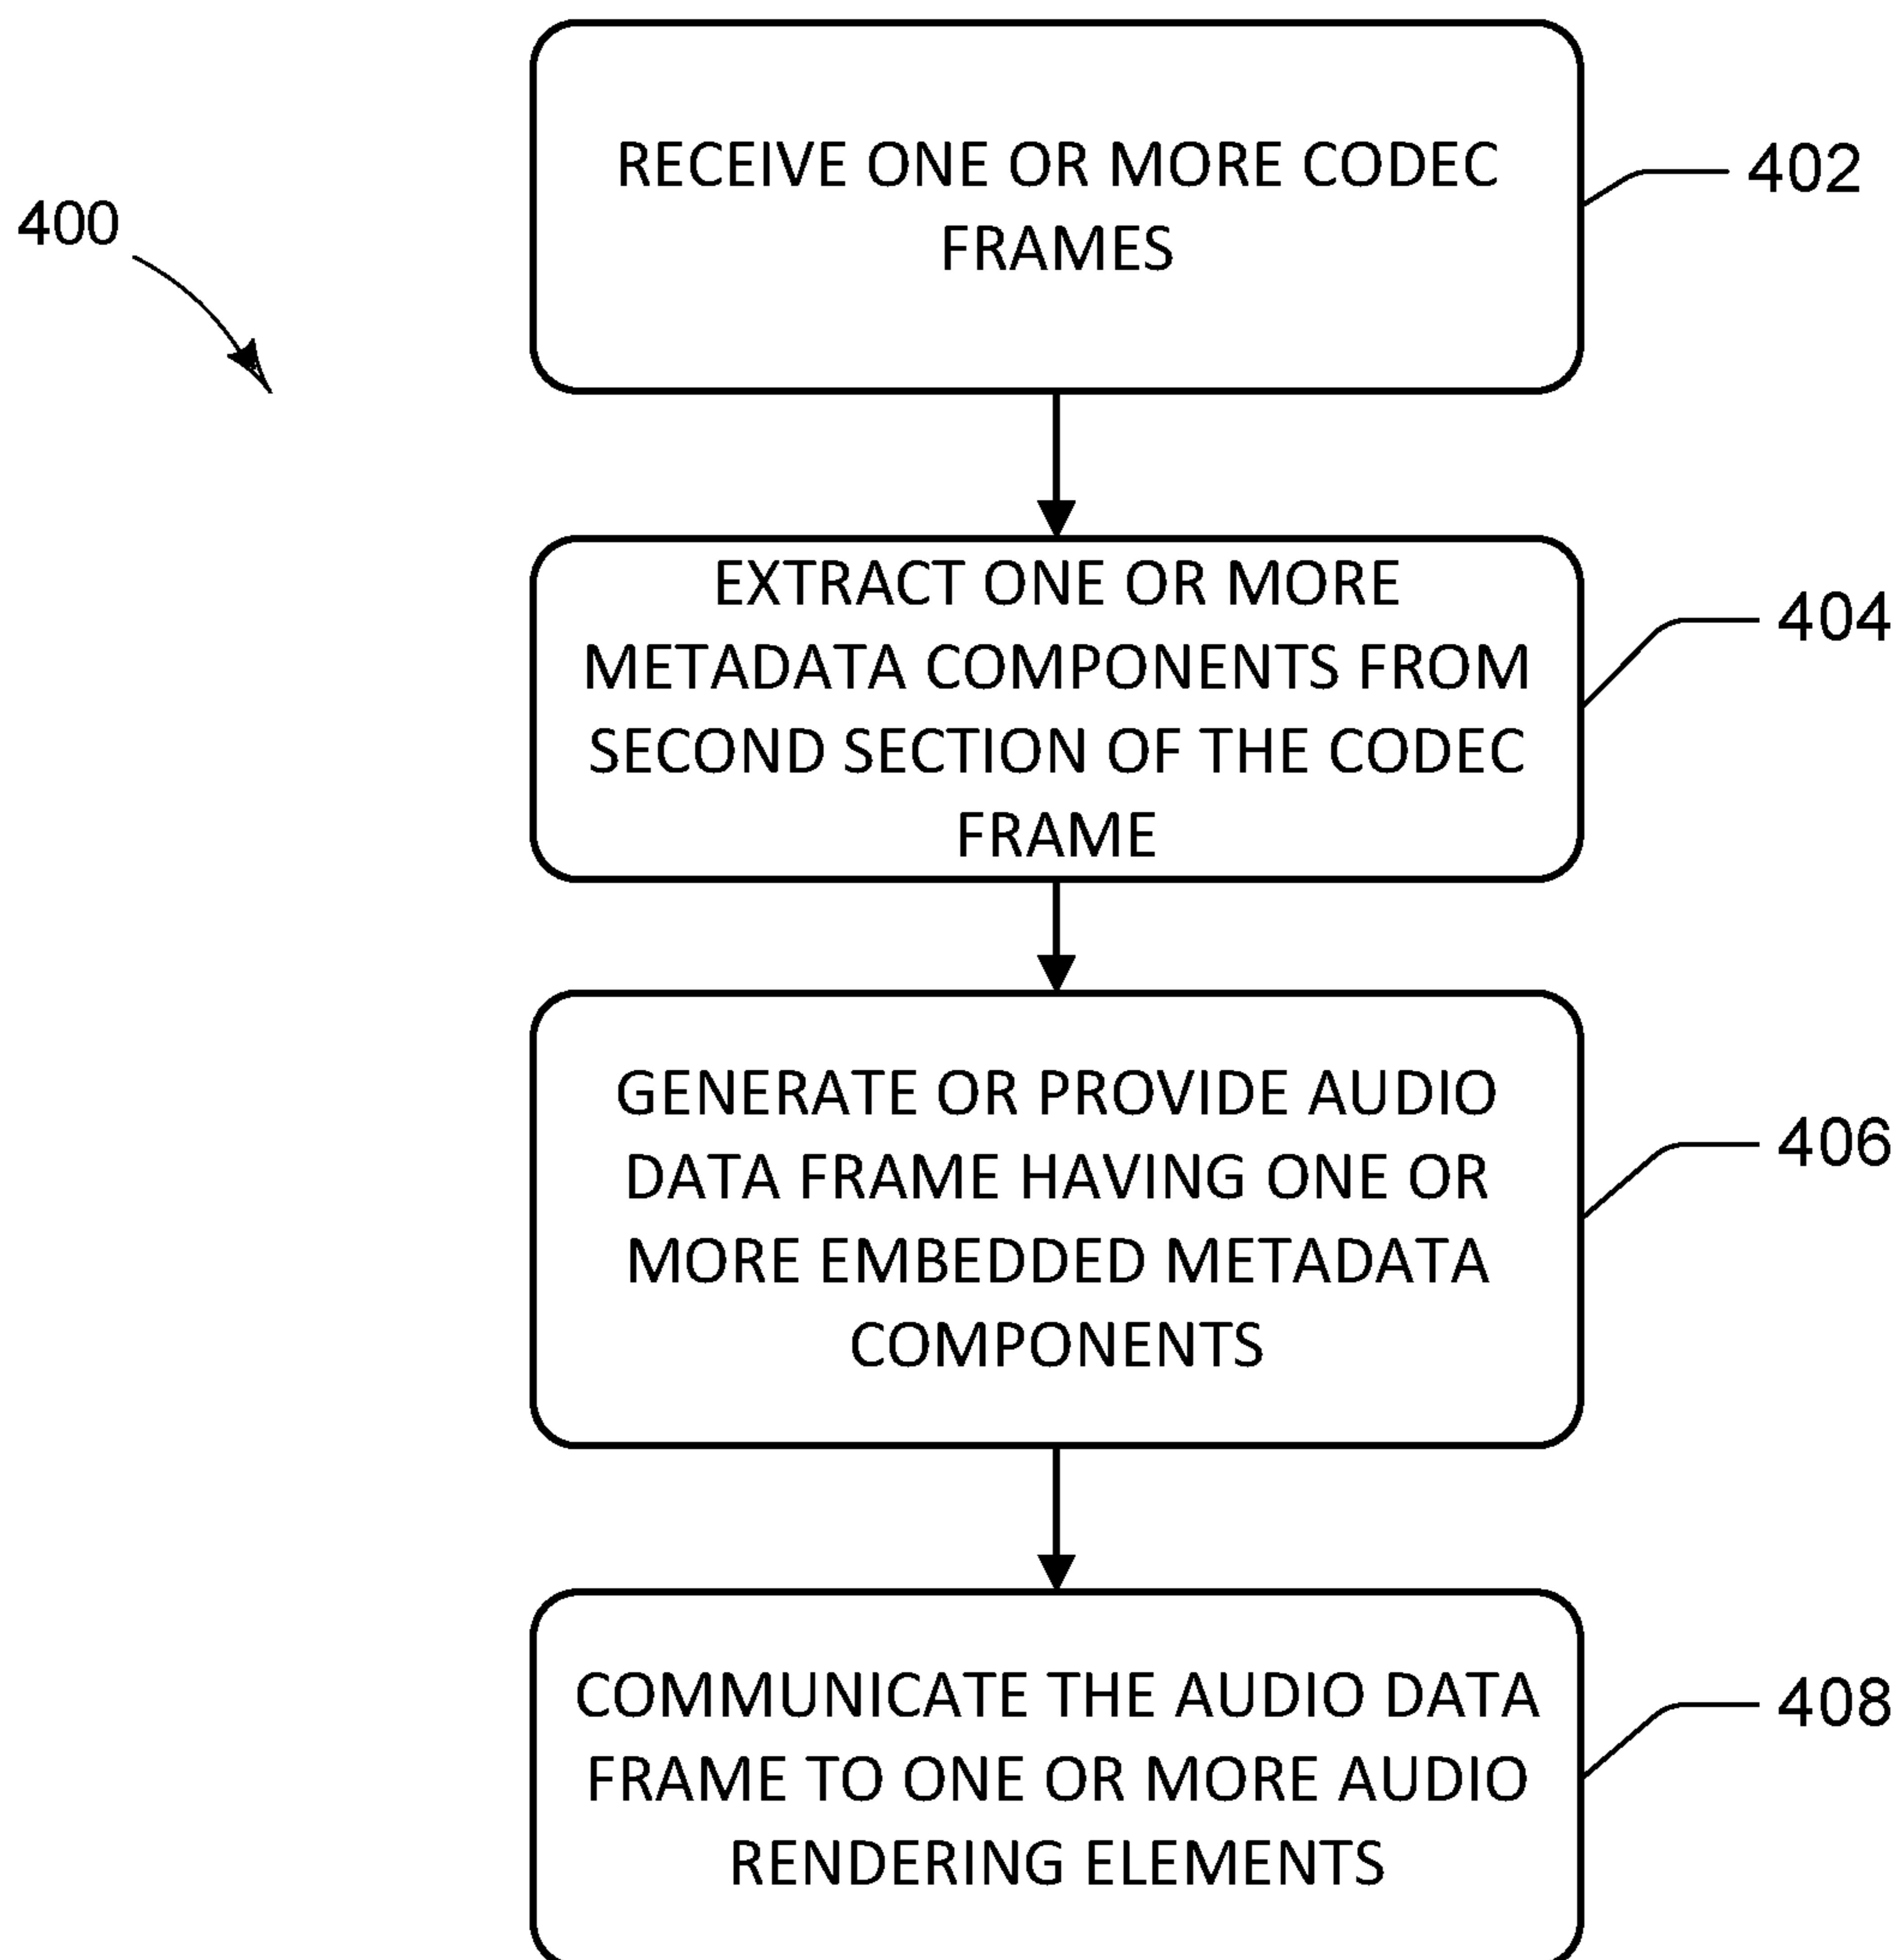 400
RECEIVE ONE OR MORE CODEC
FRAMES
402
EXTRACT ONE OR MORE
METADATA COMPONENTS FROM
SECOND SECTION OF THE CODEC
FRAME
404
GENERATE OR PROVIDE AUDIO
DATA FRAME HAVING ONE OR
MORE EMBEDDED METADATA
COMPONENTS
406
COMMUNICATE THE AUDIO DATA
FRAME TO ONE OR MORE AUDIO
RENDERING ELEMENTS
408